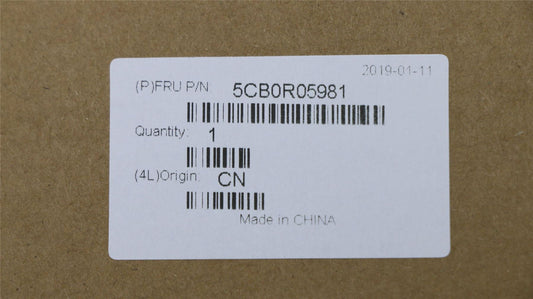 2019-01-11
(P)FRU P/N: 5CB0R05981
Quantity: 1
(4L)Origin: CN
Made in CHINA